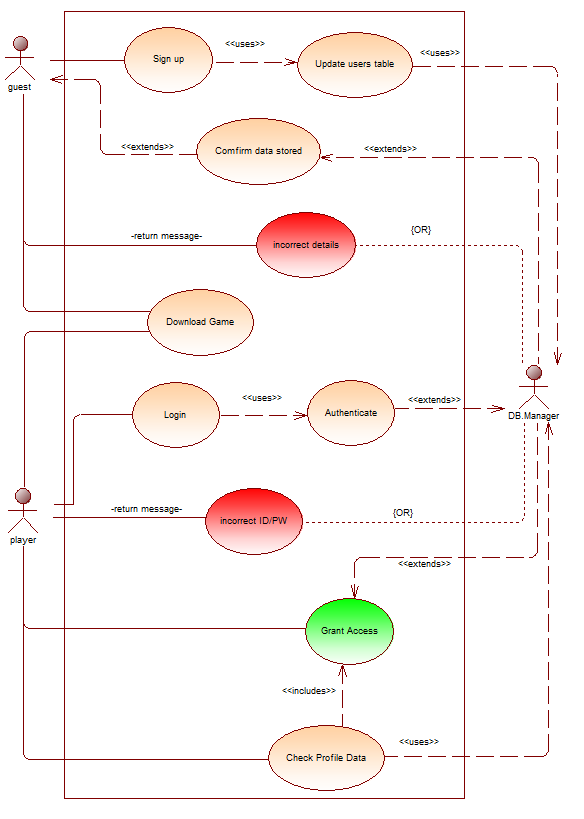 <<uses>>
<<uses>>
Sign up
Update users table
guest
<<extends>>
Comfirm data stored
<<extends>>
-return message-
incorrect details
{OR}
Download Game
<<uses>>
<<extends>>
Login
Authenticate
DB.Manager
-return message-
incorrect ID/PW
{OR}
player
<<extends>>
Grant Access
<<includes>>
<<uses>>
Check Profile Data